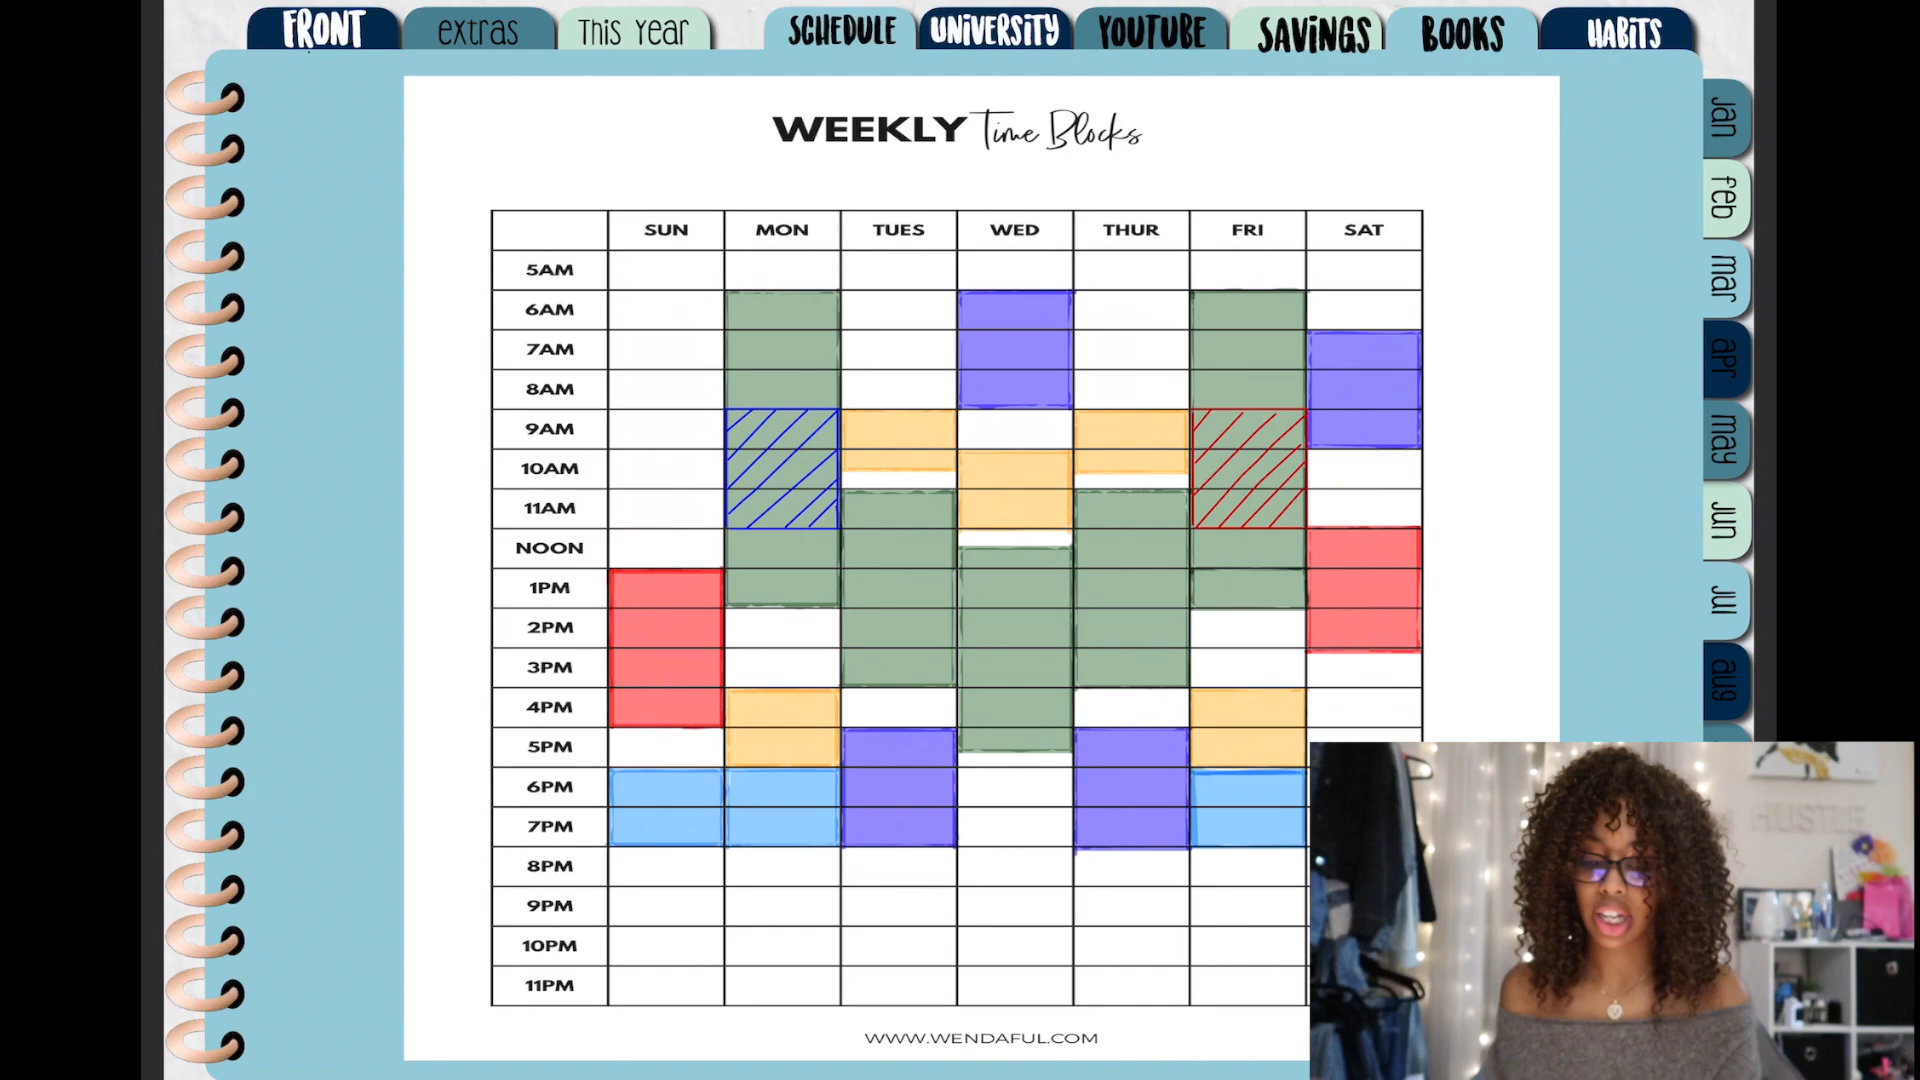 FRONT extras This Year SCHEDULE UNIVERSITY YOUTUBE SAVINGS BOOKS HABITS
WEEKLY Time Blocks
SUN MON TUES WED THUR FRI SAT
5AM
6AM
7AM
8AM
9AM
10AM
11AM
NOON
1PM
2PM
3PM
4PM
5PM
6PM
7PM
8PM
9PM
10PM
11PM
WWW.WENDAFUL.COM
jan
feb
mar
apr
may
jun
jul
aug
HUSTLE